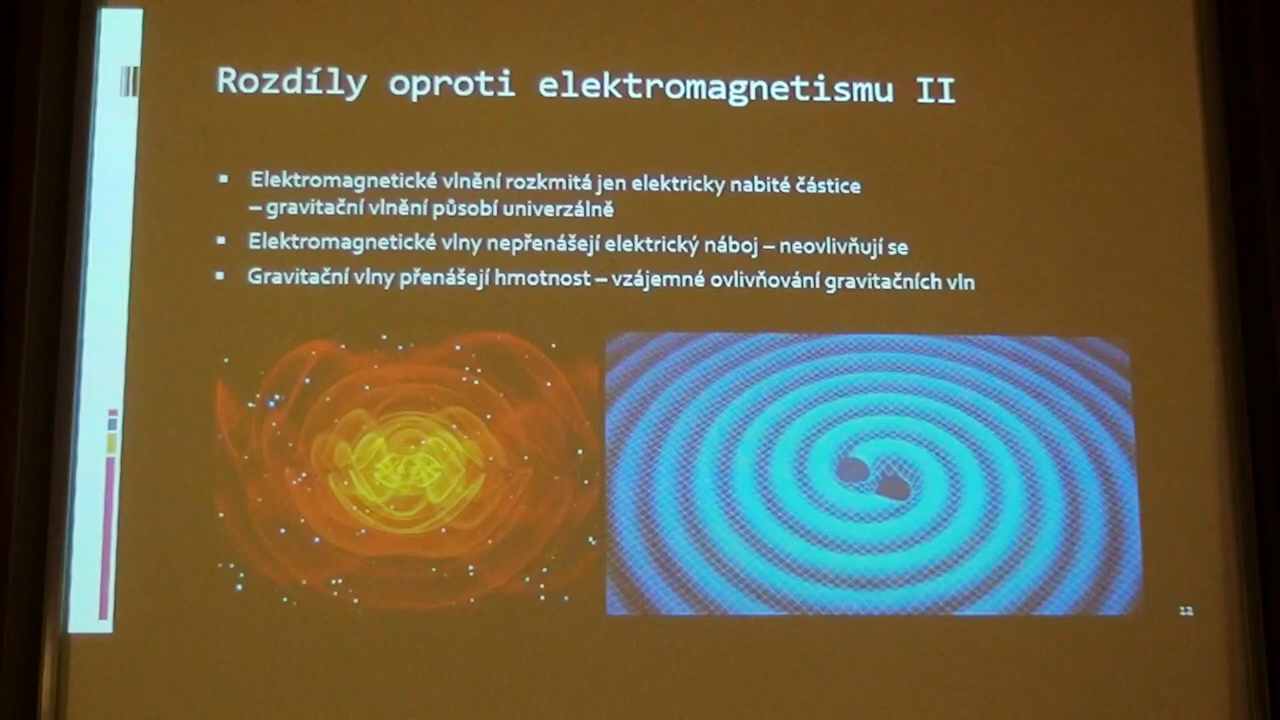 Rozdíly oproti elektromagnetismu II
▪ Elektromagnetické vlnění rozkmitá jen elektricky nabité částice
– gravitační vlnění působí univerzálně
▪ Elektromagnetické vlny nepřenášejí elektrický náboj – neovlivňují se
▪ Gravitační vlny přenášejí hmotnost – vzájemné ovlivňování gravitačních vln